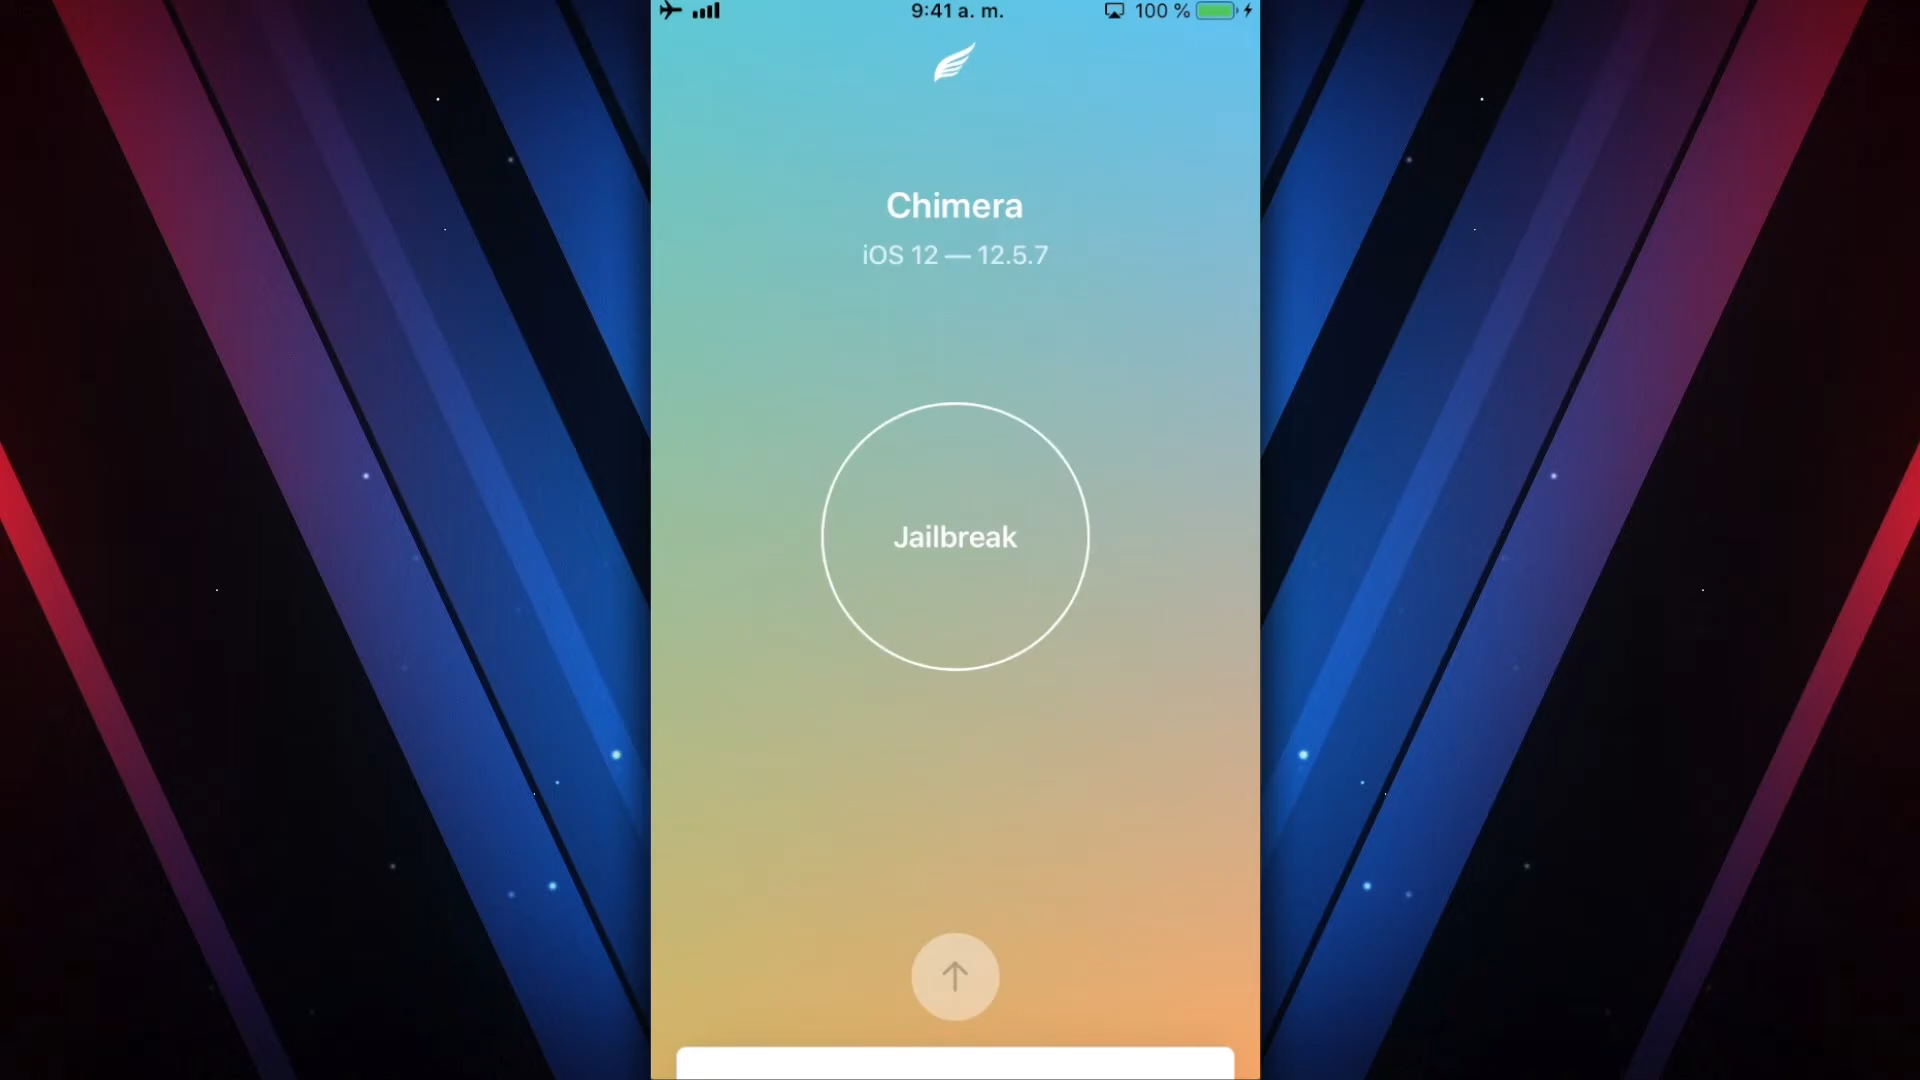 9:41 a. m.
100 %
Chimera
iOS 12 — 12.5.7
Jailbreak